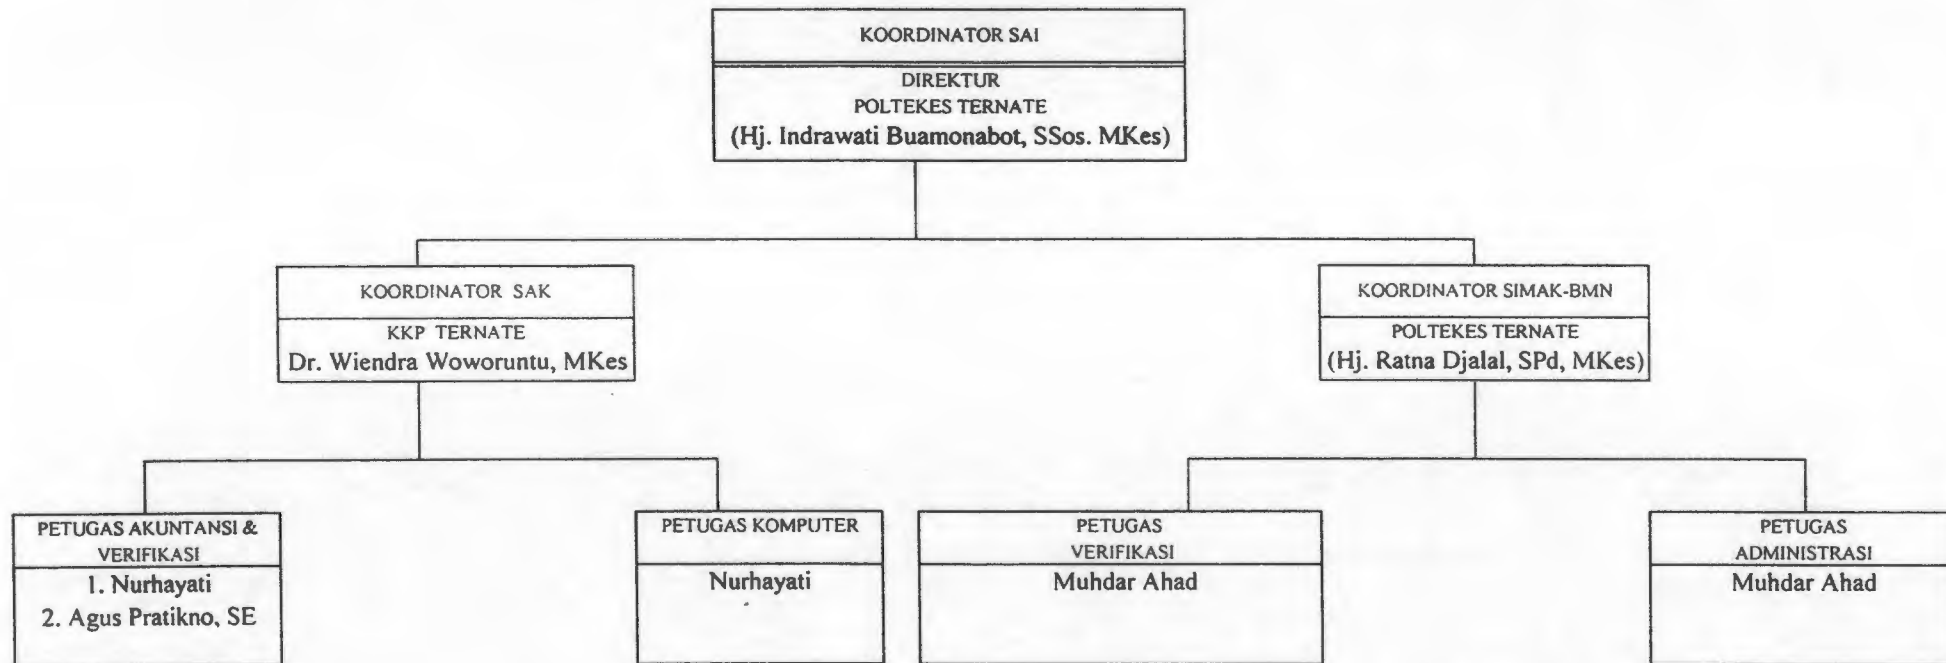 KOORDINATOR SAI
DIREKTUR
POLTEKES TERNATE
(Hj. Indrawati Buamonabot, SSos. MKes)
KOORDINATOR SAK
KKP TERNATE
Dr. Wiendra Woworuntu, MKes
KOORDINATOR SIMAK-BMN
POLTEKES TERNATE
(Hj. Ratna Djalal, SPd, MKes)
PETUGAS AKUNTANSI &
VERIFIKASI
1. Nurhayati
2. Agus Pratikno, SE
PETUGAS KOMPUTER
Nurhayati
PETUGAS
VERIFIKASI
Muhdar Ahad
PETUGAS
ADMINISTRASI
Muhdar Ahad